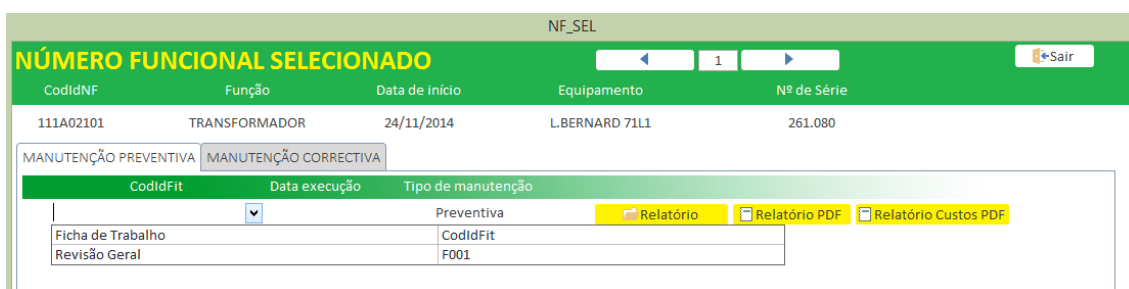 NF_SEL
NÚMERO FUNCIONAL SELECIONADO 1 Sair
CodIdNF Função Data de início Equipamento Nº de Série
111A02101 TRANSFORMADOR 24/11/2014 L.BERNARD 71L1 261.080
MANUTENÇÃO PREVENTIVA MANUTENÇÃO CORRECTIVA
CodIdFit Data execução Tipo de manutenção
Preventiva Relatório Relatório PDF Relatório Custos PDF
Ficha de Trabalho CodIdFit
Revisão Geral F001